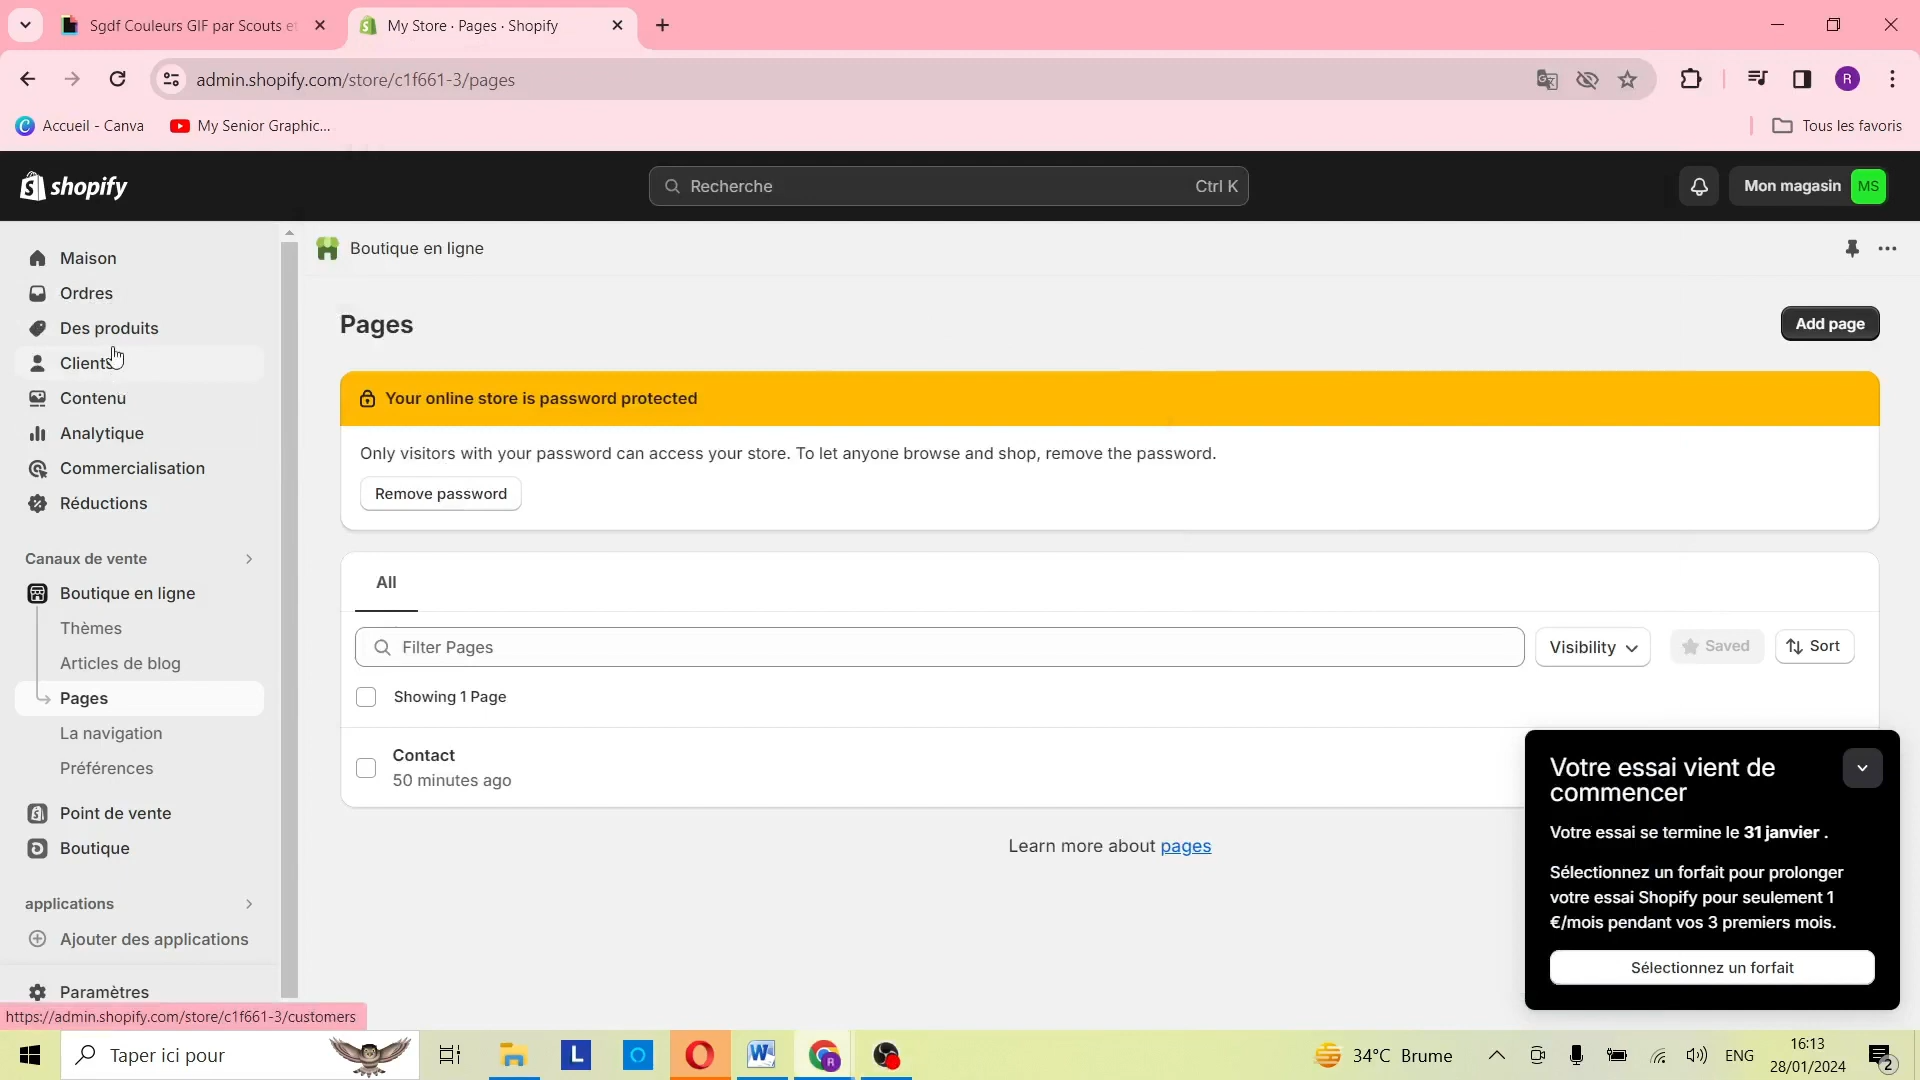 Sgdf Couleurs GIF par Scouts et
My Store · Pages · Shopify
admin.shopify.com/store/c1f661-3/pages
R
Accueil - Canva
My Senior Graphic...
Tous les favoris
shopify
Recherche
Ctrl K
Mon magasin
MS
Maison
Ordres
Des produits
Clients
Contenu
Analytique
Commercialisation
Réductions
Canaux de vente
Boutique en ligne
Thèmes
Articles de blog
Pages
La navigation
Préférences
Point de vente
Boutique
applications
Ajouter des applications
Paramètres
https://admin.shopify.com/store/c1f661-3/customers
Boutique en ligne
Pages
Add page
Your online store is password protected
Only visitors with your password can access your store. To let anyone browse and shop, remove the password.
Remove password
All
Filter Pages
Visibility
Saved
Sort
Showing 1 Page
Contact
50 minutes ago
Learn more about pages
Votre essai vient de
commencer
Votre essai se termine le 31 janvier .
Sélectionnez un forfait pour prolonger
votre essai Shopify pour seulement 1
€/mois pendant vos 3 premiers mois.
Sélectionnez un forfait
Taper ici pour
L
O
W
R
34°C Brume
ENG
16:13
28/01/2024
2